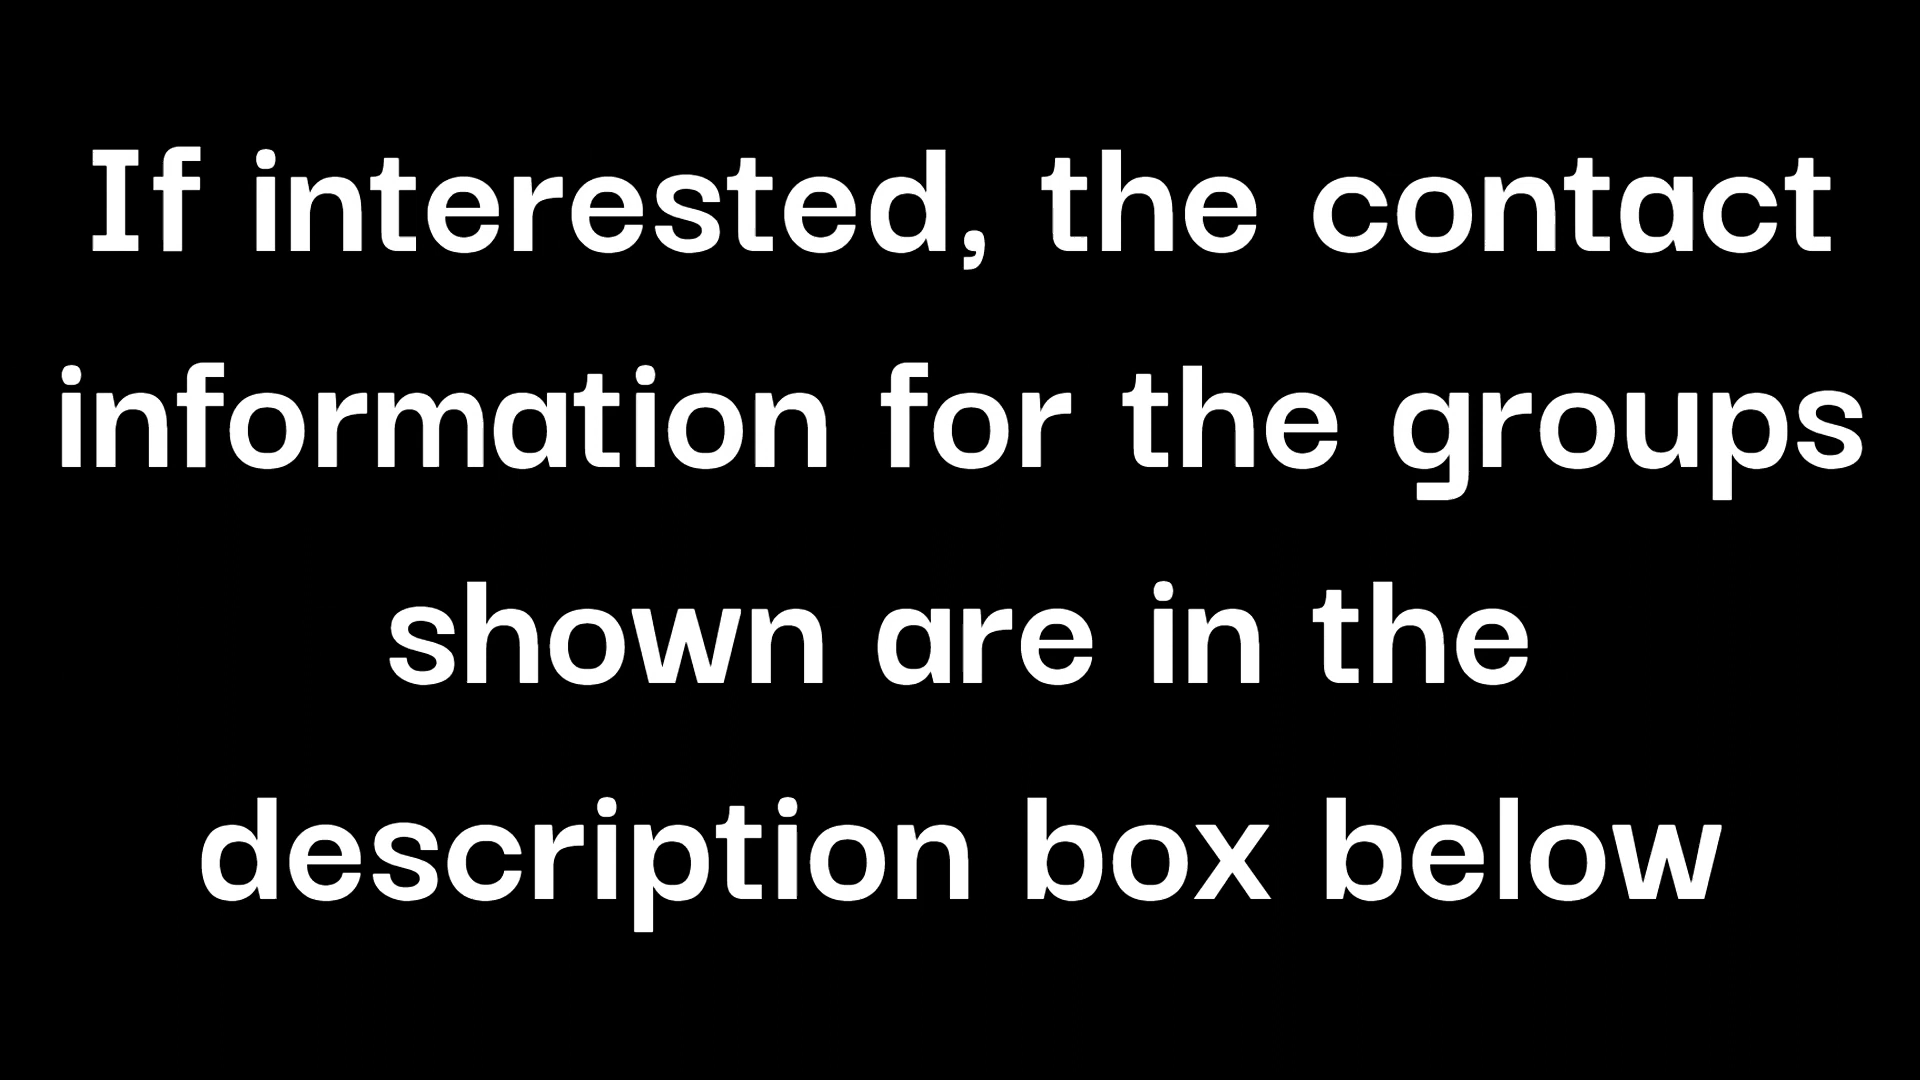 If interested, the contact
information for the groups
shown are in the
description box below